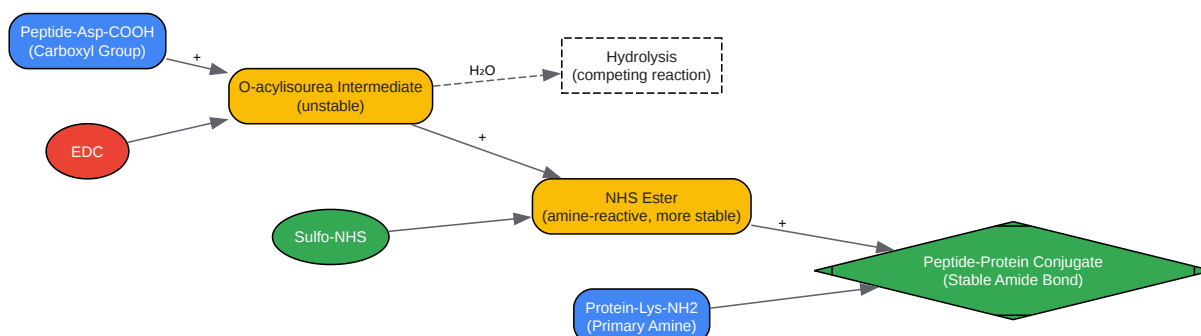 Peptide-Asp-COOH
(Carboxyl Group)
+
EDC
O-acylisourea Intermediate
(unstable)
H₂O
Hydrolysis
(competing reaction)
+
Sulfo-NHS
NHS Ester
(amine-reactive, more stable)
+
Protein-Lys-NH2
(Primary Amine)
Peptide-Protein Conjugate
(Stable Amide Bond)